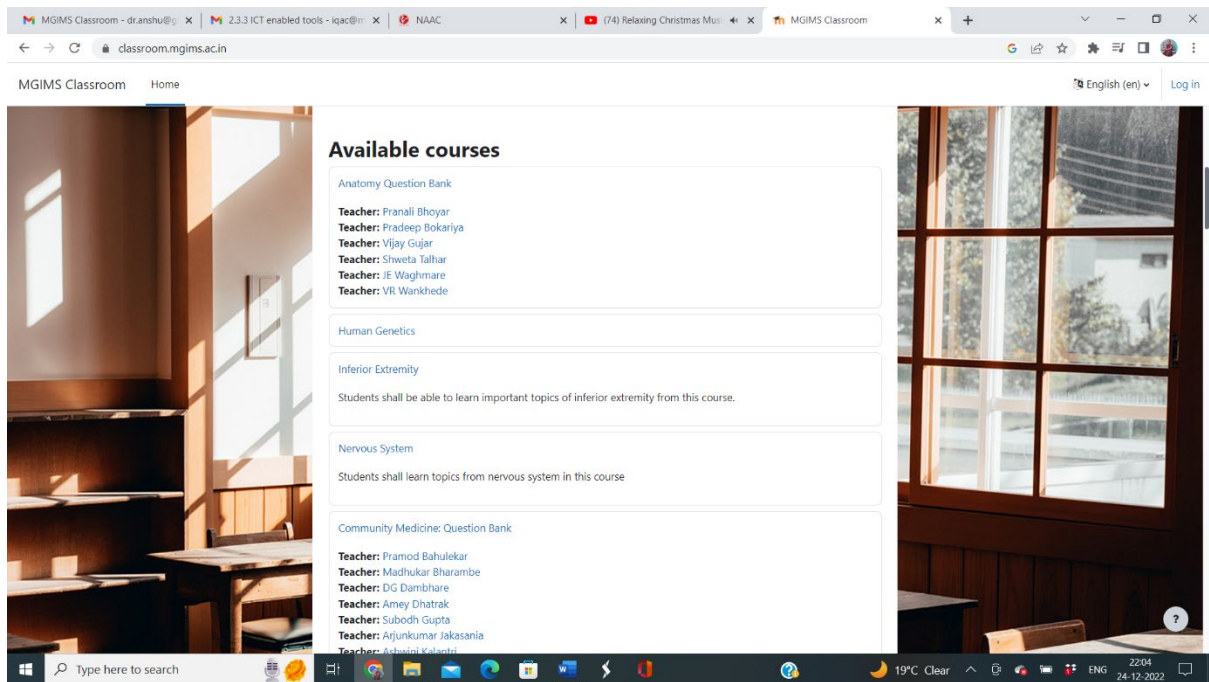 MGIMS Classroom - dr.anshu@g
2.3.3 ICT enabled tools - iqac@m
NAAC
(74) Relaxing Christmas Mus
MGIMS Classroom
classroom.mgims.ac.in
MGIMS Classroom Home English (en) Log in
Available courses
Anatomy Question Bank
Teacher: Pranali Bhoyar
Teacher: Pradeep Bokariya
Teacher: Vijay Gujar
Teacher: Shweta Talhar
Teacher: JE Waghmare
Teacher: VR Wankhede
Human Genetics
Inferior Extremity
Students shall be able to learn important topics of inferior extremity from this course.
Nervous System
Students shall learn topics from nervous system in this course
Community Medicine: Question Bank
Teacher: Pramod Bahulekar
Teacher: Madhukar Bharambe
Teacher: DG Dambhare
Teacher: Amey Dhatrak
Teacher: Subodh Gupta
Teacher: Arjunkumar Jakasania
Teacher: Ashwini Kalantri
?
Type here to search
19°C Clear
ENG
22:04
24-12-2022